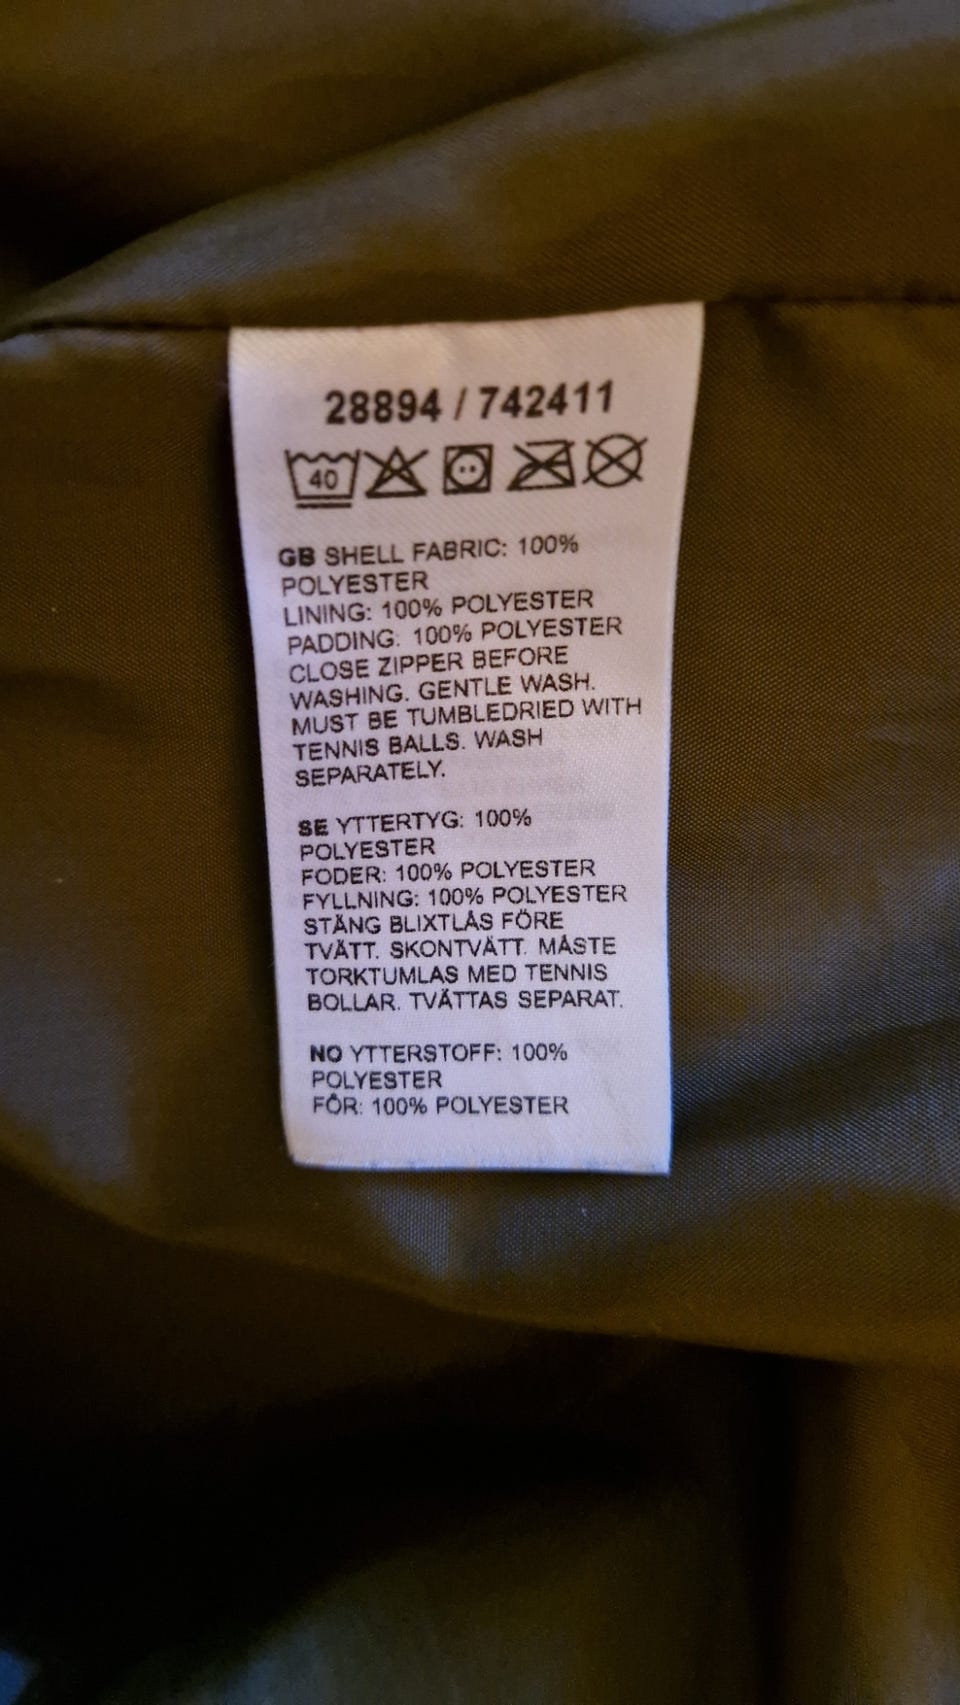 28894 / 742411
40
GB SHELL FABRIC: 100%
POLYESTER
LINING: 100% POLYESTER
PADDING: 100% POLYESTER
CLOSE ZIPPER BEFORE
WASHING. GENTLE WASH.
MUST BE TUMBLEDRIED WITH
TENNIS BALLS. WASH
SEPARATELY.
SE YTTERTYG: 100%
POLYESTER
FODER: 100% POLYESTER
FYLLNING: 100% POLYESTER
STÄNG BLIXTLÅS FÖRE
TVÄTT. SKONTVÄTT. MÅSTE
TORKTUMLAS MED TENNIS
BOLLAR. TVÄTTAS SEPARAT.
NO YTTERSTOFF: 100%
POLYESTER
FÔR: 100% POLYESTER